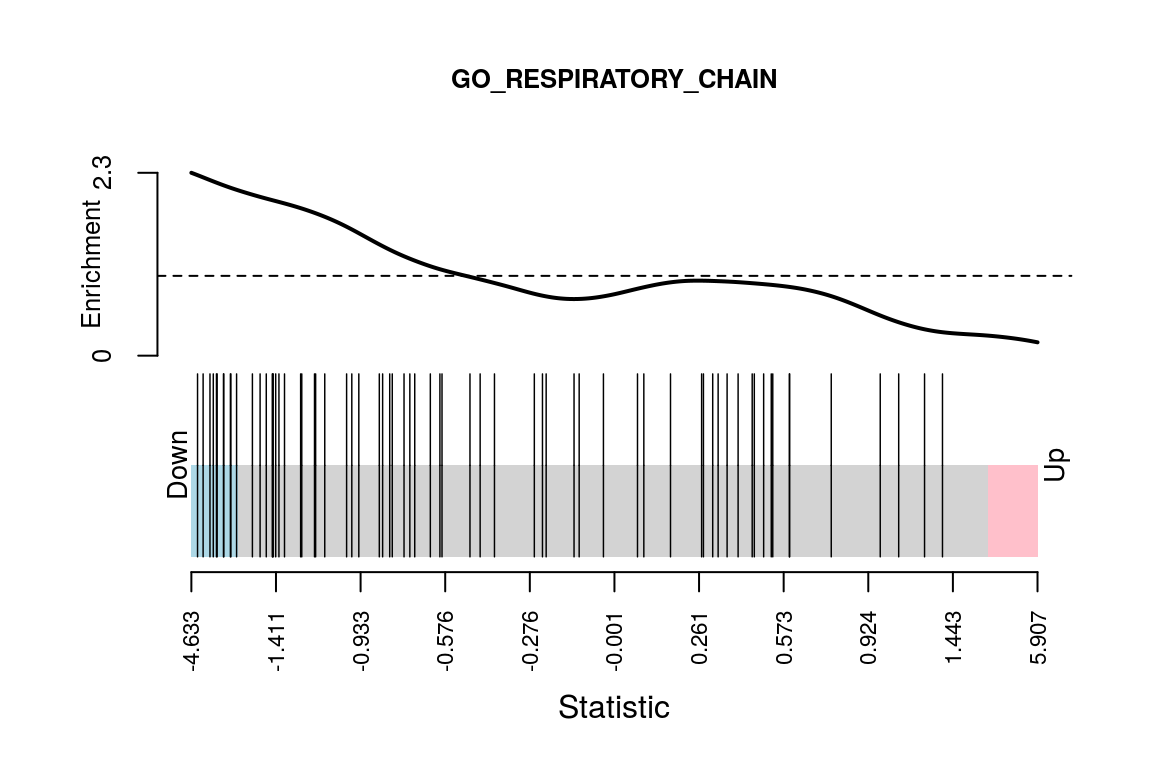 GO_RESPIRATORY_CHAIN
Enrichment
2.3
0
Down
Up
-4.633
-1.411
-0.933
-0.576
-0.276
-0.001
0.261
0.573
0.924
1.443
5.907
Statistic